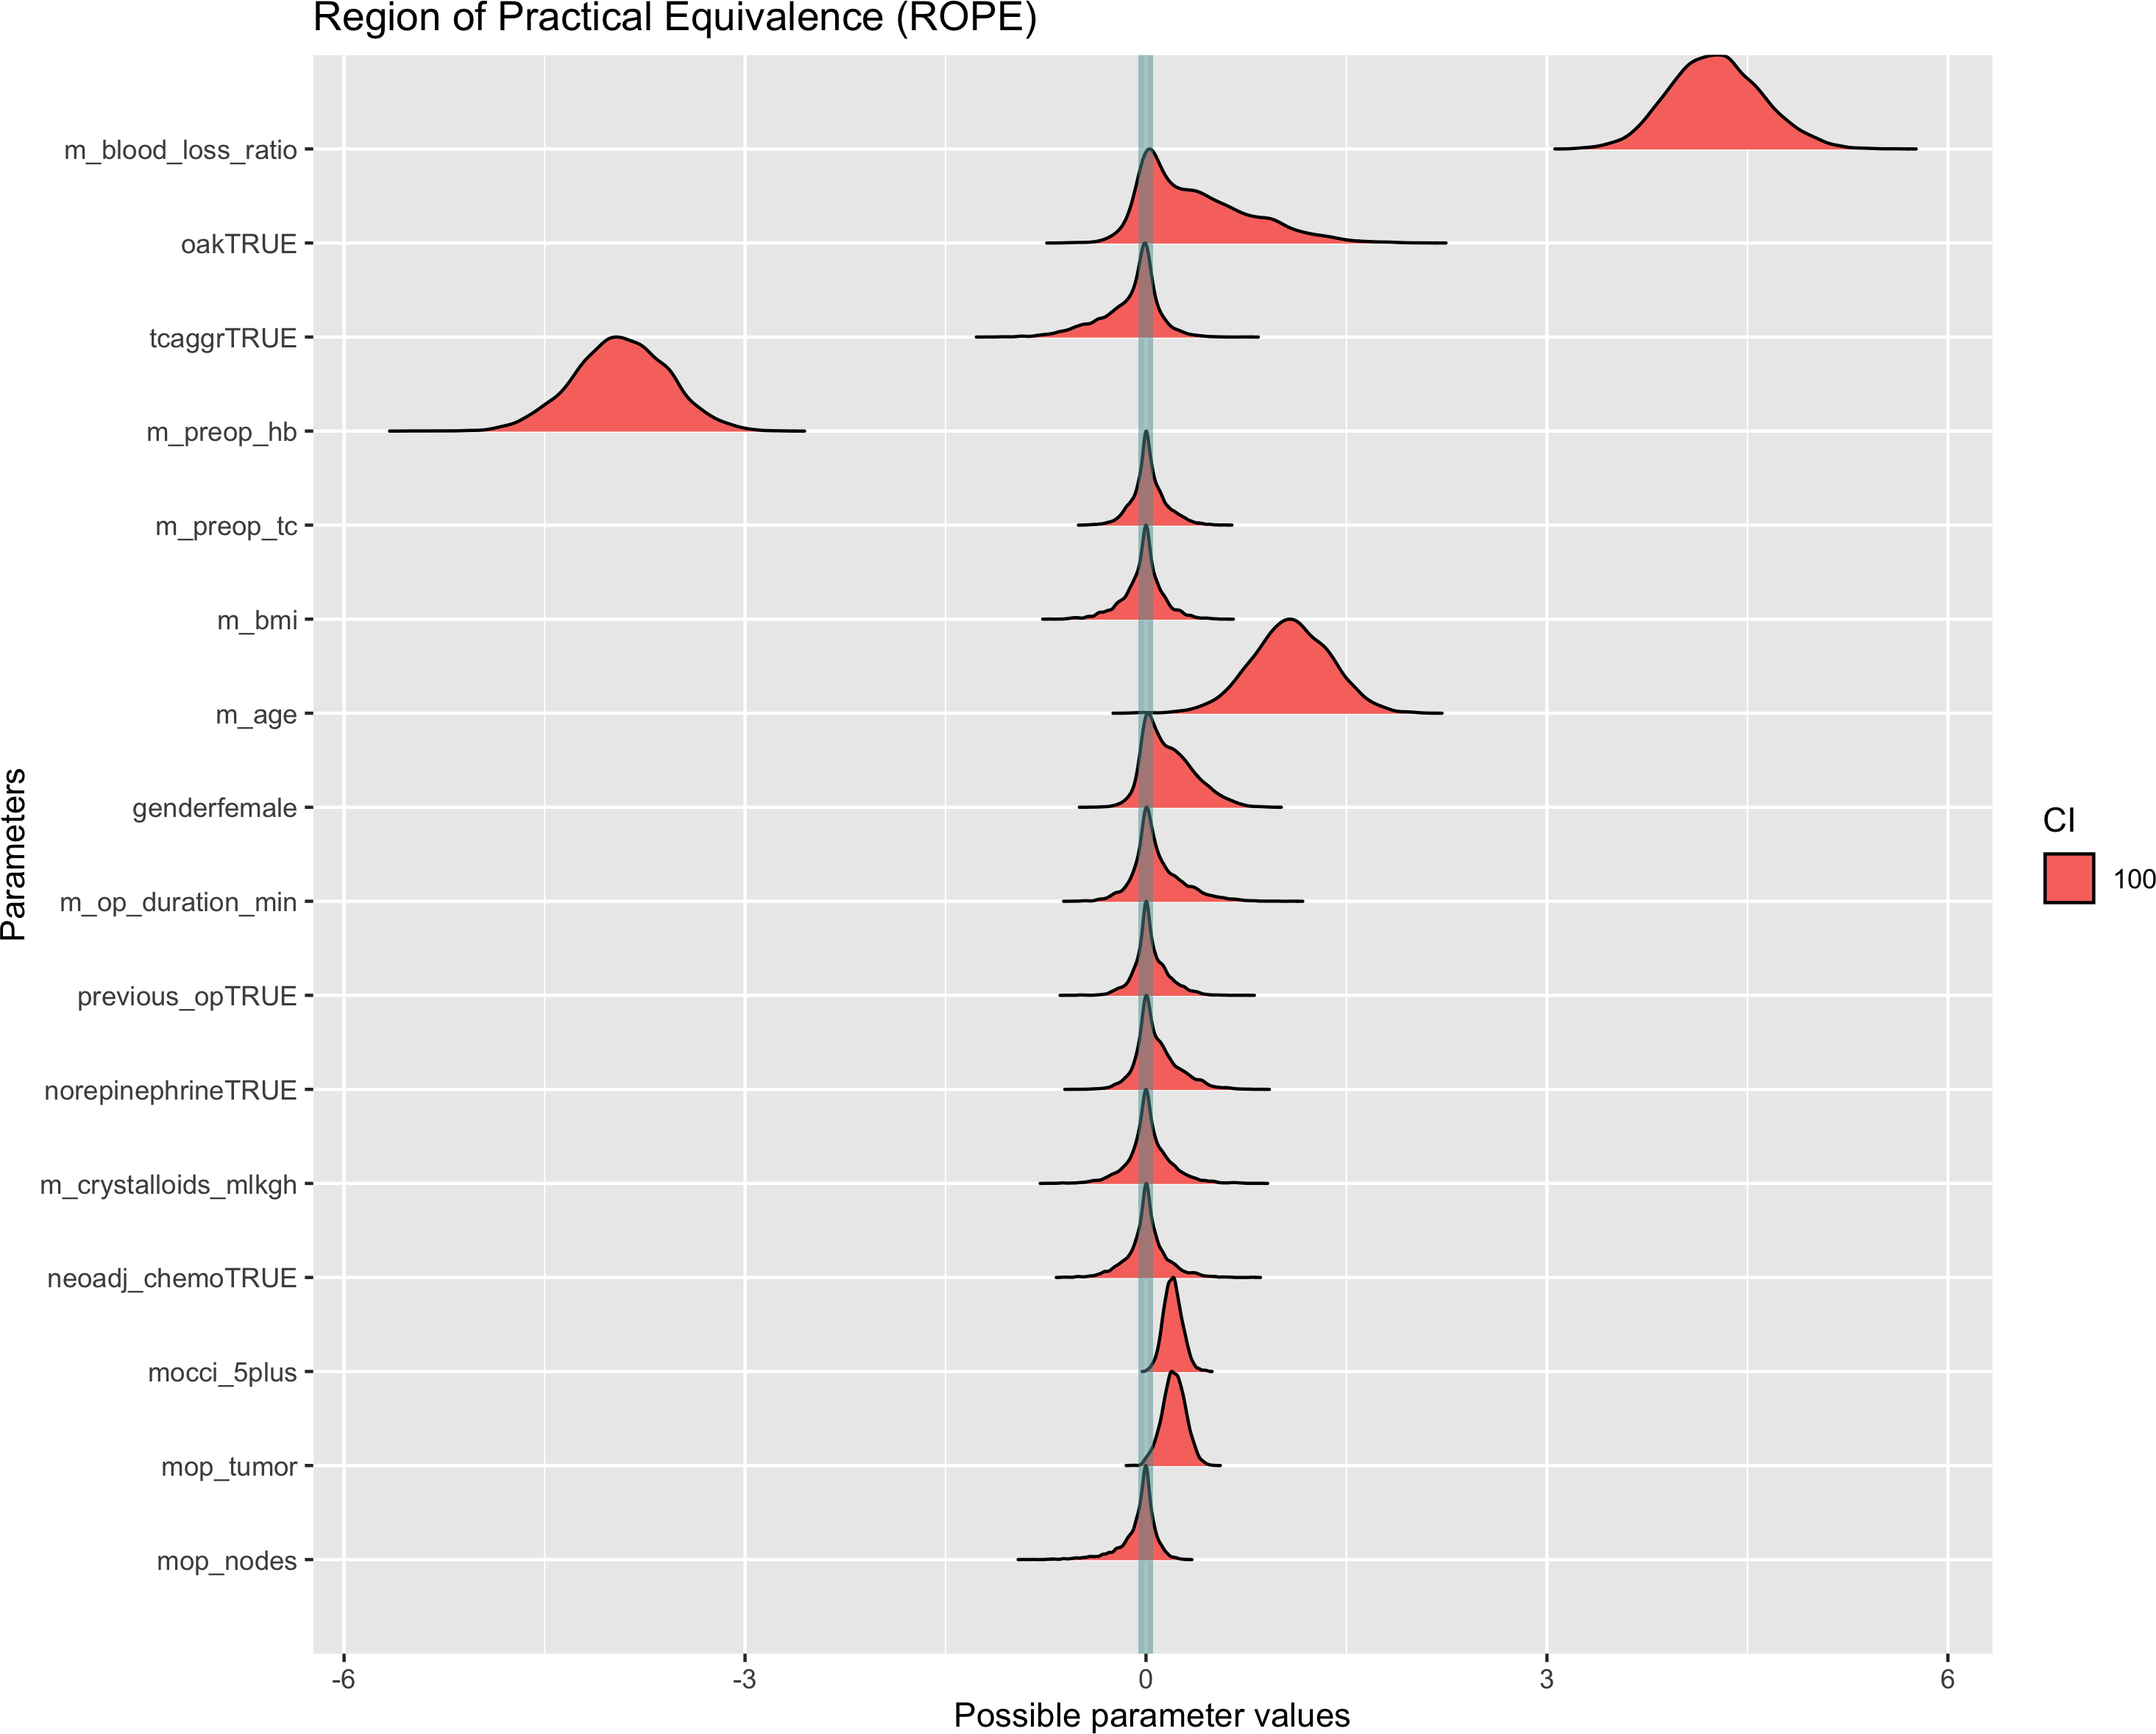 Region of Practical Equivalence (ROPE)
m_blood_loss_ratio
oakTRUE
tcaggrTRUE
m_preop_hb
m_preop_tc
m_bmi
m_age
genderfemale
m_op_duration_min
previous_opTRUE
norepinephrineTRUE
m_crystalloids_mlkgh
neoadj_chemoTRUE
mocci_5plus
mop_tumor
mop_nodes
Parameters
-6 -3 0 3 6
Possible parameter values
CI
100